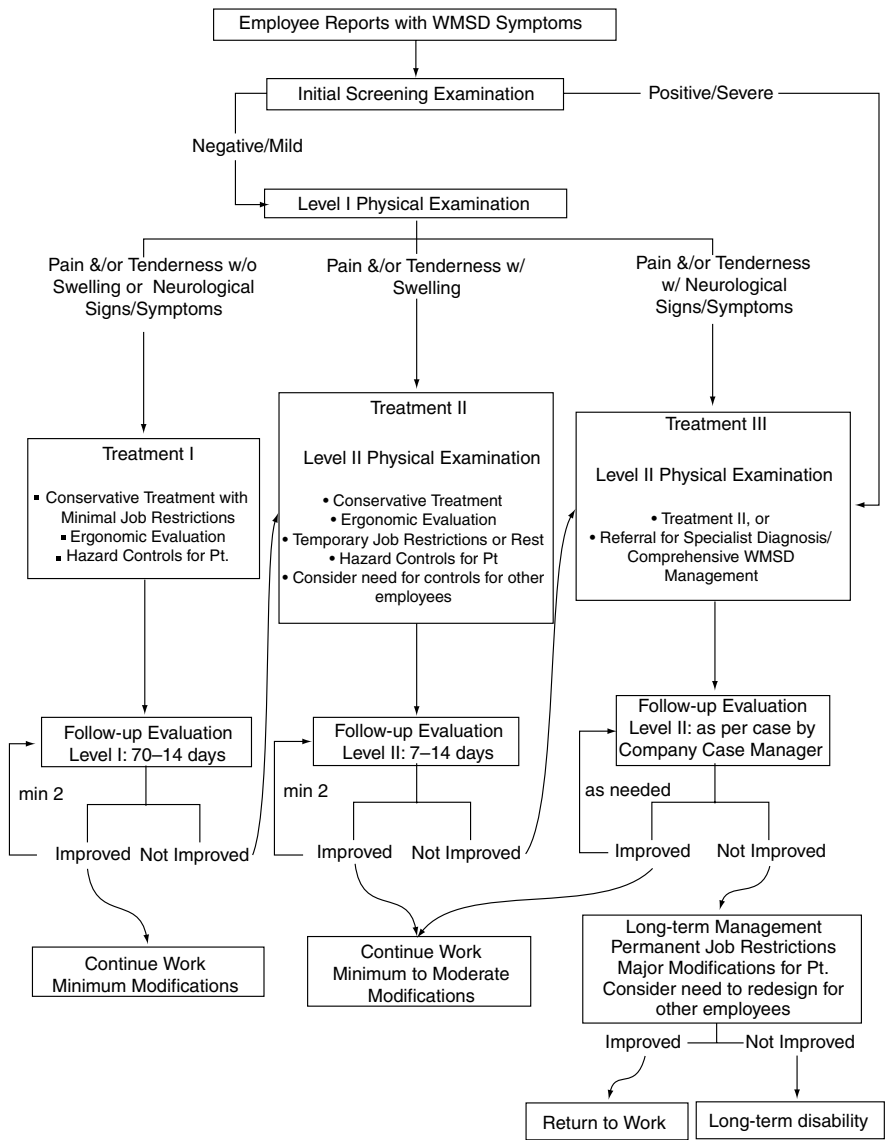 Employee Reports with WMSD Symptoms
Initial Screening Examination
Positive/Severe
Negative/Mild
Level I Physical Examination
Pain &/or Tenderness w/o
Swelling or Neurological
Signs/Symptoms
Pain &/or Tenderness w/
Swelling
Pain &/or Tenderness
w/ Neurological
Signs/Symptoms
Treatment I
▪ Conservative Treatment with
Minimal Job Restrictions
▪ Ergonomic Evaluation
▪ Hazard Controls for Pt.
Treatment II
Level II Physical Examination
• Conservative Treatment
• Ergonomic Evaluation
• Temporary Job Restrictions or Rest
• Hazard Controls for Pt
• Consider need for controls for other
employees
Treatment III
Level II Physical Examination
• Treatment II, or
• Referral for Specialist Diagnosis/
Comprehensive WMSD
Management
Follow-up Evaluation
Level I: 70–14 days
min 2
Improved
Not Improved
Follow-up Evaluation
Level II: 7–14 days
min 2
Improved
Not Improved
Follow-up Evaluation
Level II: as per case by
Company Case Manager
as needed
Improved
Not Improved
Continue Work
Minimum Modifications
Continue Work
Minimum to Moderate
Modifications
Long-term Management
Permanent Job Restrictions
Major Modifications for Pt.
Consider need to redesign for
other employees
Improved
Not Improved
Return to Work
Long-term disability